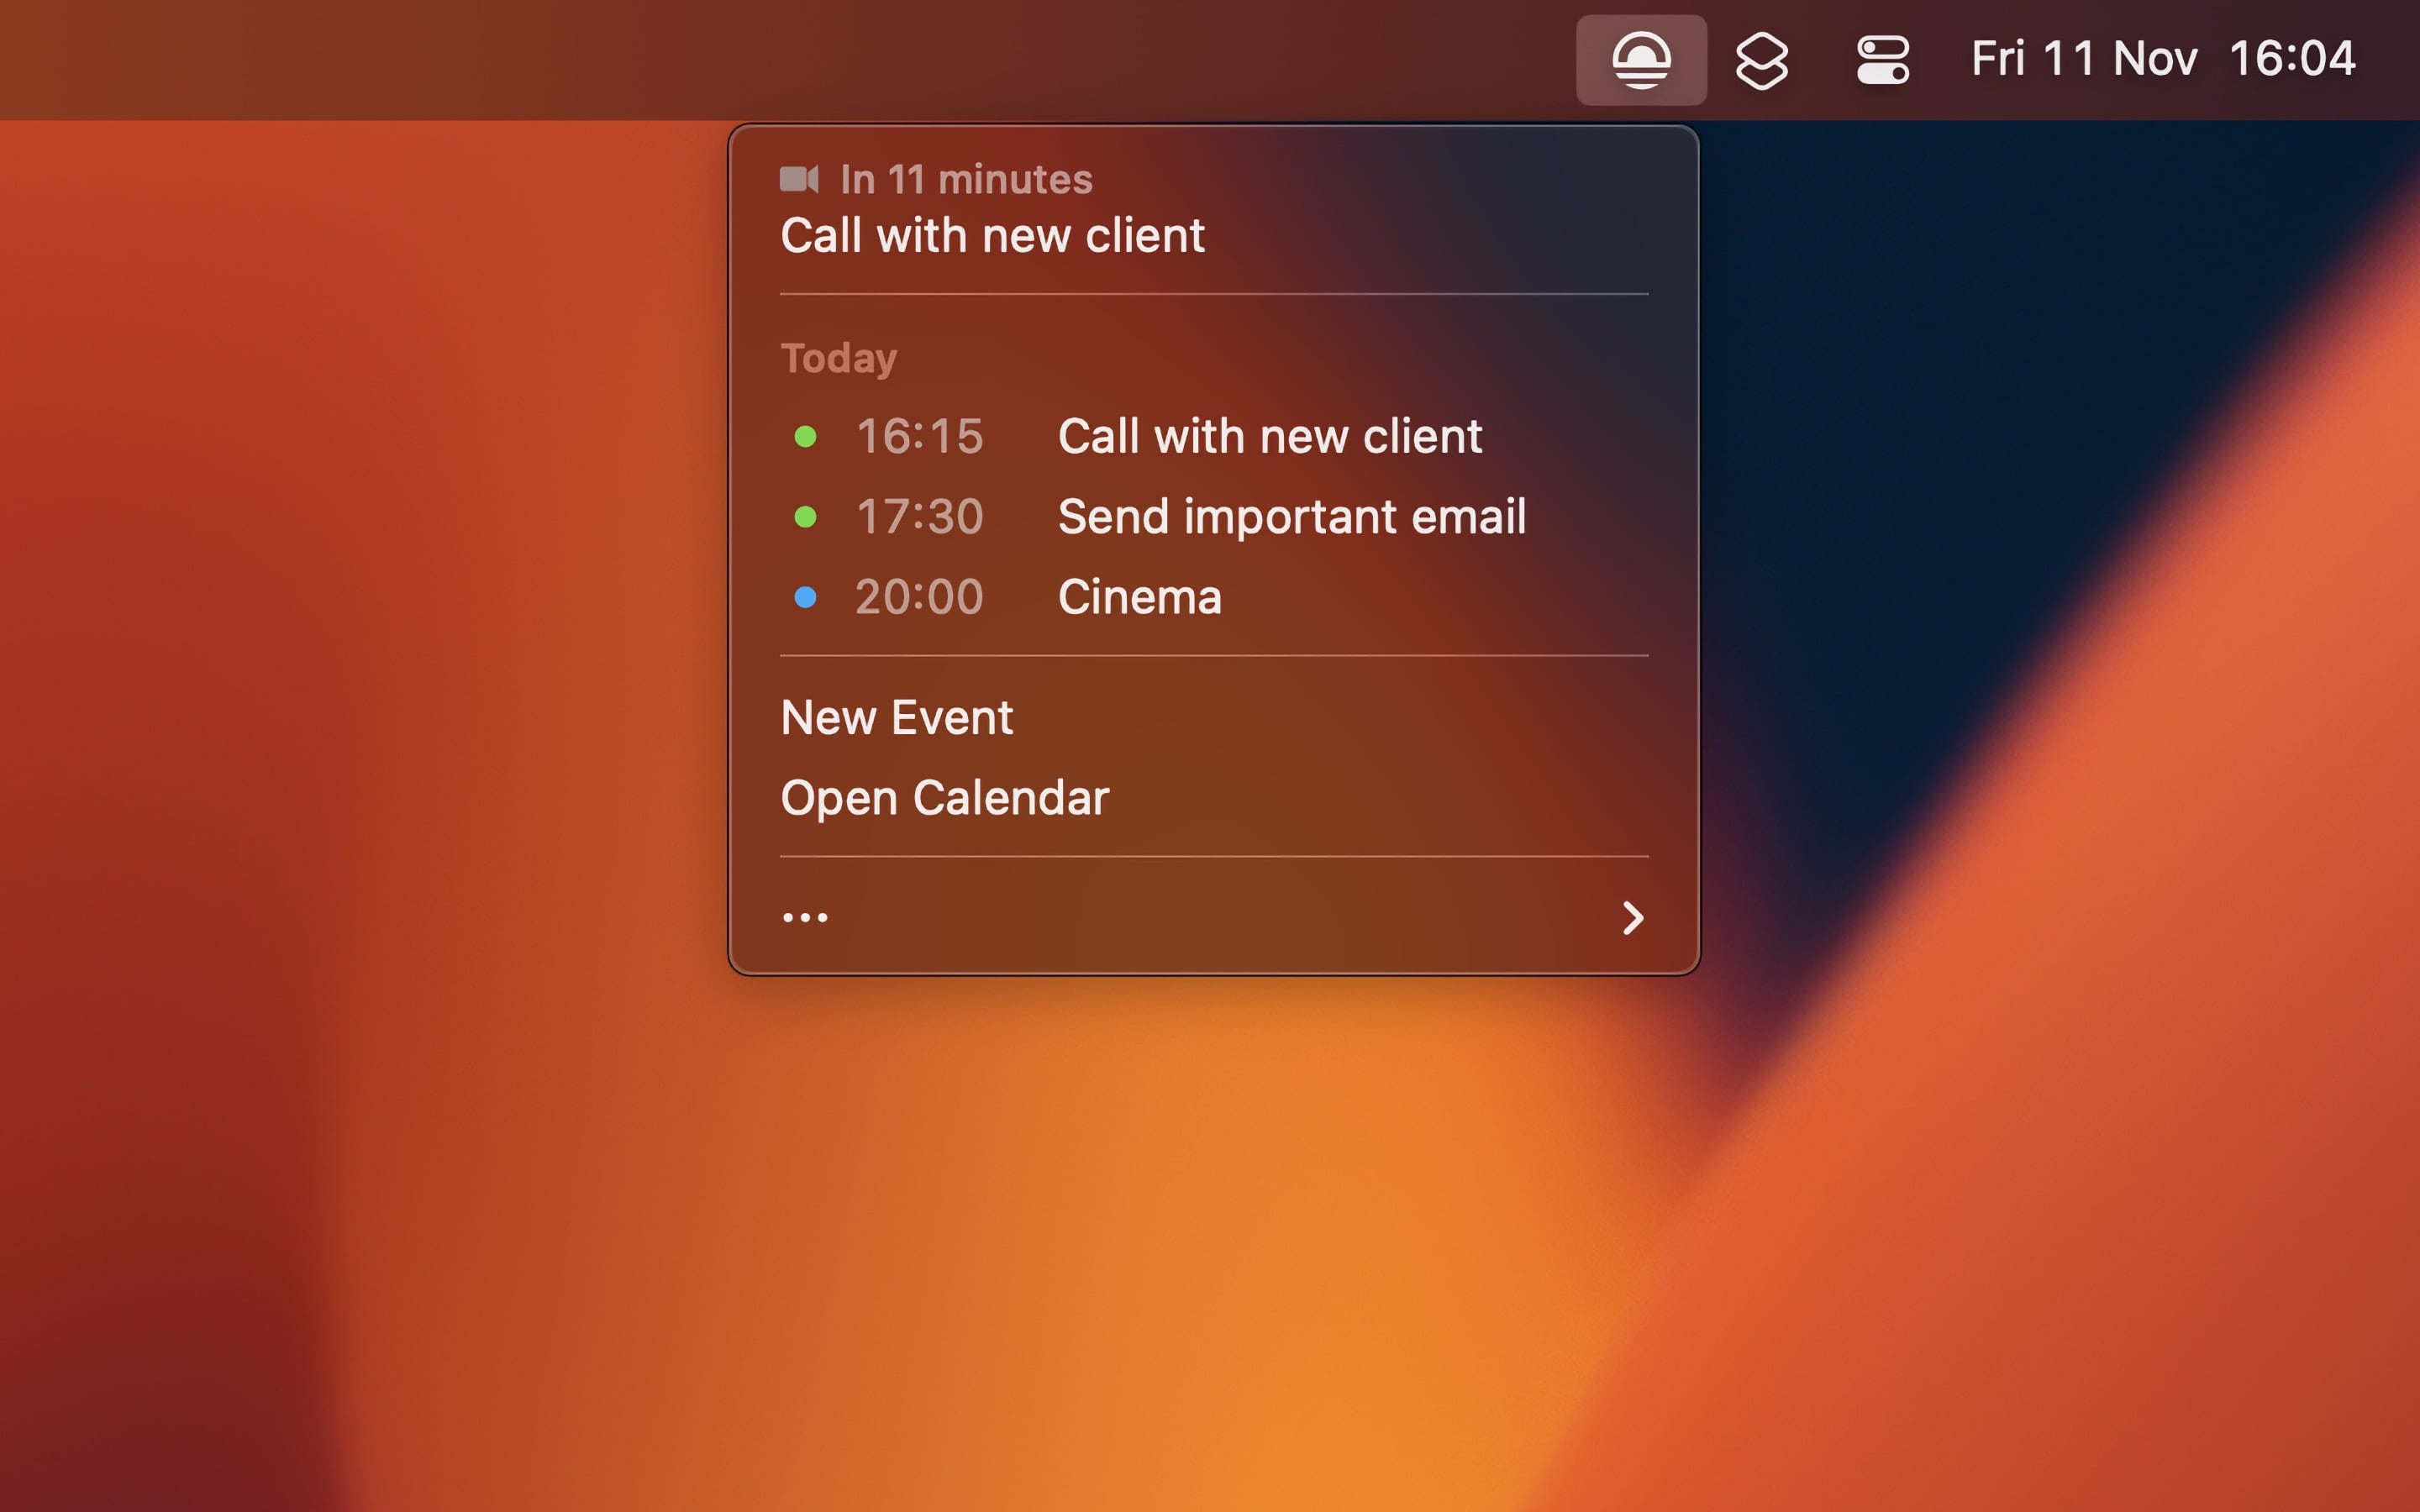 Fri 11 Nov 16:04
In 11 minutes
Call with new client
Today
16:15 Call with new client
17:30 Send important email
20:00 Cinema
New Event
Open Calendar
...